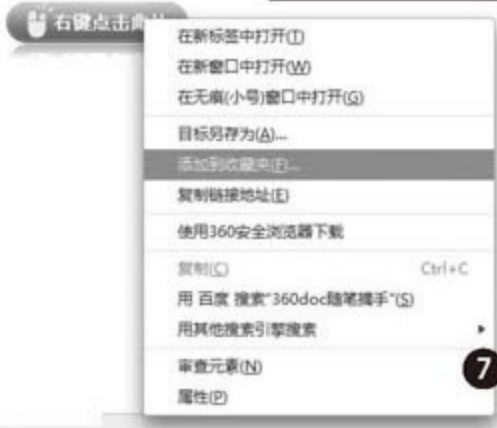 右键点击此处
在新标签中打开(T)
在新窗口中打开(W)
在无痕(小号)窗口中打开(G)
目标另存为(A)...
添加到收藏夹(F)...
复制链接地址(E)
使用360安全浏览器下载
复制(C) Ctrl+C
用 百度 搜索"360doc随笔摘手"(S)
用其他搜索引擎搜索
审查元素(N)
7
属性(P)